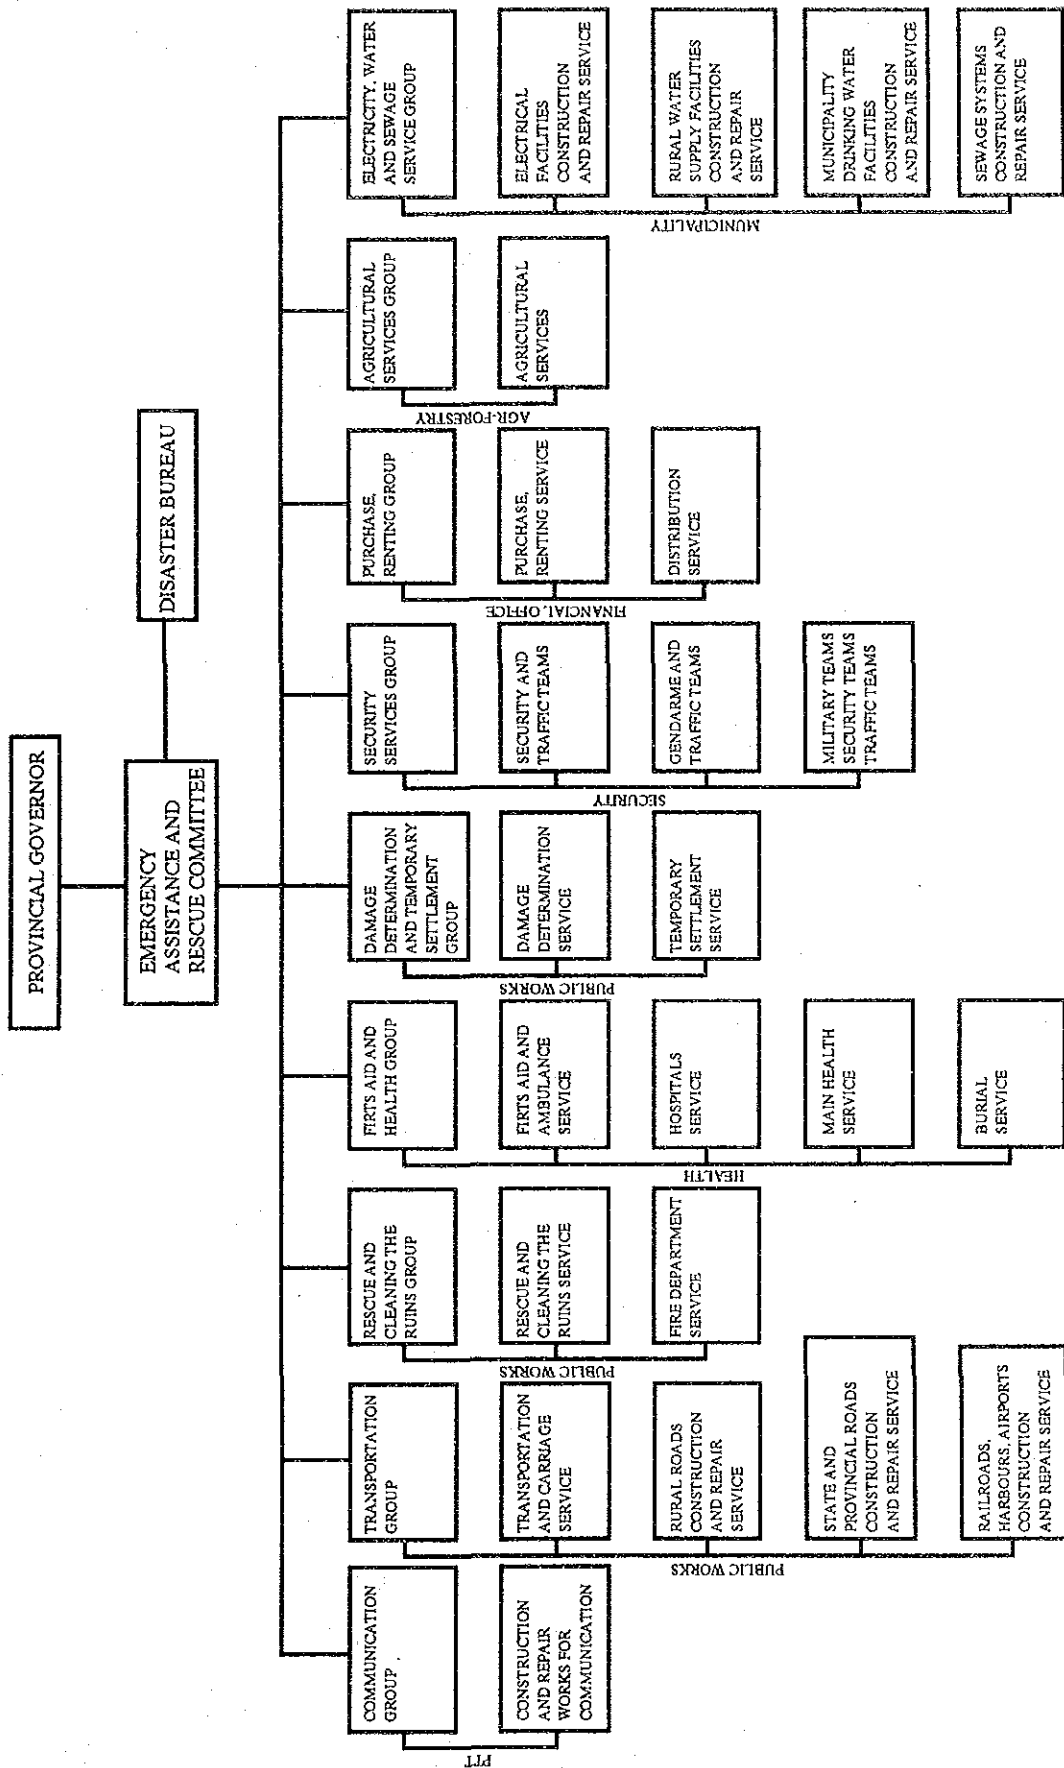 PROVINCIAL GOVERNOR
EMERGENCY
ASSISTANCE AND
RESCUE COMMITTEE
DISASTER BUREAU
COMMUNICATION
GROUP
CONSTRUCTION
AND REPAIR
WORKS FOR
COMMUNICATION
PTT
TRANSPORTATION
GROUP
TRANSPORTATION
AND CARRIAGE
SERVICE
RURAL ROADS
CONSTRUCTION
AND REPAIR
SERVICE
STATE AND
PROVINCIAL ROADS
CONSTRUCTION
AND REPAIR SERVICE
RAILROADS,
HARBOURS, AIRPORTS
CONSTRUCTION
AND REPAIR SERVICE
PUBLIC WORKS
RESCUE AND
CLEANING THE
RUINS GROUP
RESCUE AND
CLEANING THE
RUINS SERVICE
FIRE DEPARTMENT
SERVICE
PUBLIC WORKS
FIRTS AID AND
HEALTH GROUP
FIRTS AID AND
AMBULANCE
SERVICE
HOSPITALS
SERVICE
MAIN HEALTH
SERVICE
BURIAL
SERVICE
HEALTH
DAMAGE
DETERMINATION
AND TEMPORARY
SETTLEMENT
GROUP
DAMAGE
DETERMINATION
SERVICE
TEMPORARY
SETTLEMENT
SERVICE
PUBLIC WORKS
SECURITY
SERVICES GROUP
SECURITY AND
TRAFFIC TEAMS
GENDARME AND
TRAFFIC TEAMS
MILITARY TEAMS
SECURITY TEAMS
TRAFFIC TEAMS
SECURITY
PURCHASE,
RENTING GROUP
PURCHASE,
RENTING SERVICE
DISTRIBUTION
SERVICE
FINANCIAL OFFICE
AGRICULTURAL
SERVICES GROUP
AGRICULTURAL
SERVICES
AGR-FORESTRY
ELECTRICITY, WATER
AND SEWAGE
SERVICE GROUP
ELECTRICAL
FACILITIES
CONSTRUCTION
AND REPAIR SERVICE
RURAL WATER
SUPPLY FACILITIES
CONSTRUCTION
AND REPAIR
SERVICE
MUNICIPALITY
DRINKING WATER
FACILITIES
CONSTRUCTION
AND REPAIR SERVICE
SEWAGE SYSTEMS
CONSTRUCTION AND
REPAIR SERVICE
MUNICIPALITY